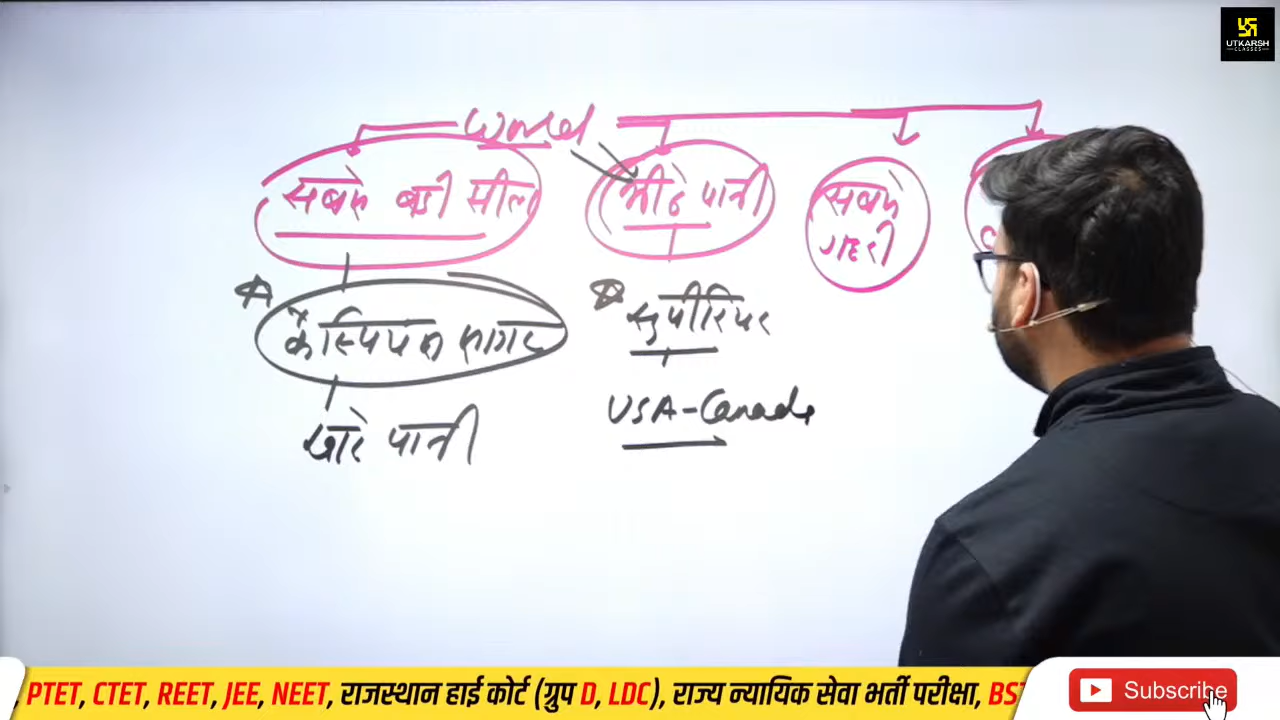 UTKARSH
CLASSES
World
सबसे बडी झील
मीठे पानी
सबसे
गहरी
कैस्पियन सागर
सुपीरियर
खारे पानी
USA-Canada
, PTET, CTET, REET, JEE, NEET, राजस्थान हाई कोर्ट (ग्रुप D, LDC), राज्य न्यायिक सेवा भर्ती परीक्षा,
Subscribe